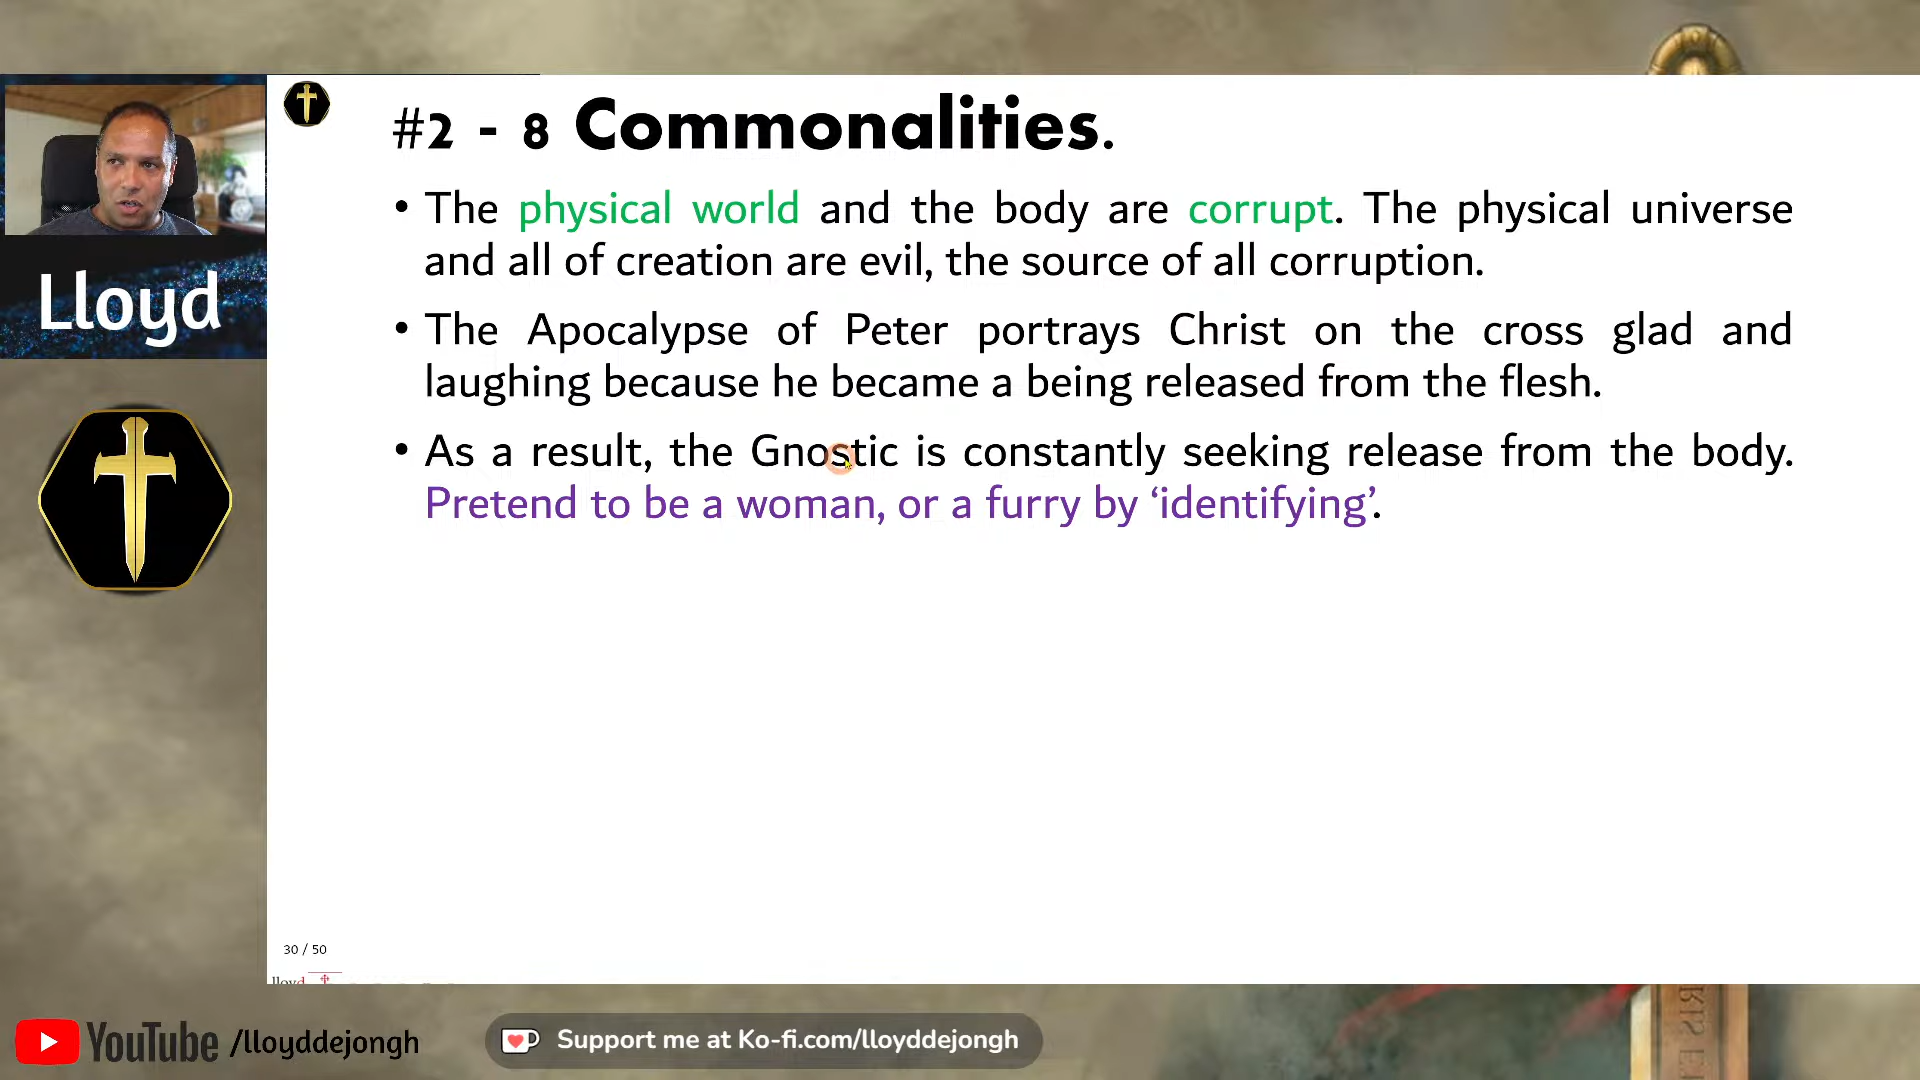 #2 - 8 Commonalities.
• The physical world and the body are corrupt. The physical universe
and all of creation are evil, the source of all corruption.
• The Apocalypse of Peter portrays Christ on the cross glad and
laughing because he became a being released from the flesh.
• As a result, the Gnostic is constantly seeking release from the body.
Pretend to be a woman, or a furry by ‘identifying’.
Lloyd
30 / 50
lloyd
YouTube /lloyddejongh
Support me at Ko-fi.com/lloyddejongh